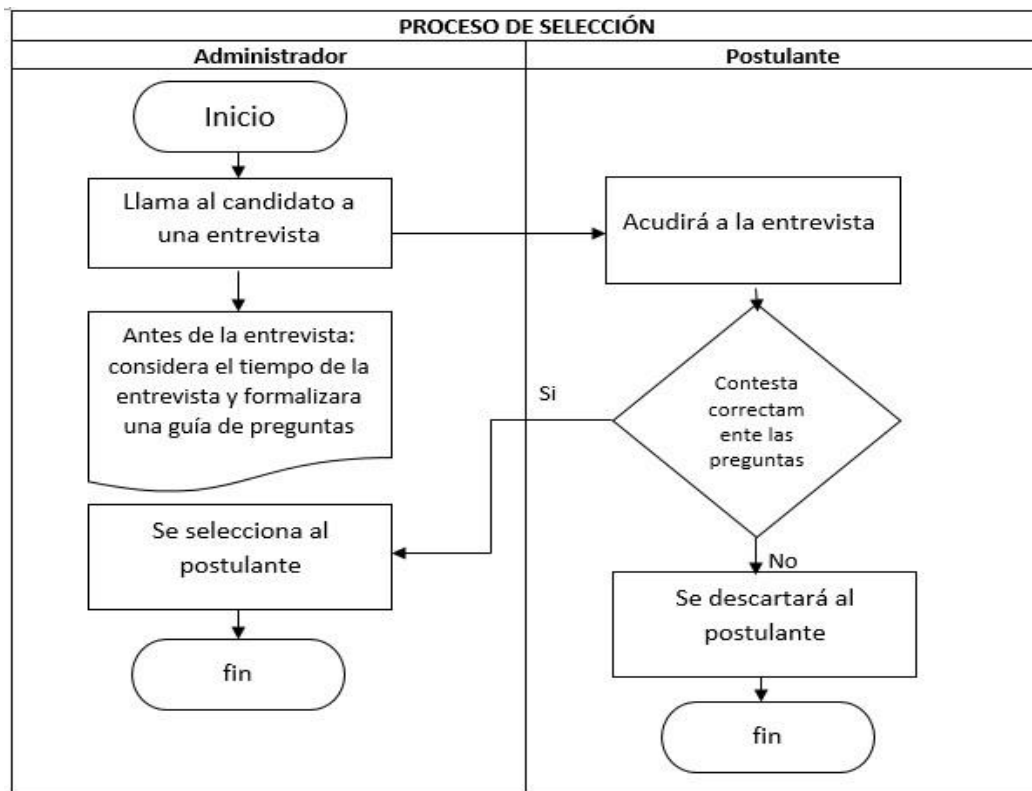 PROCESO DE SELECCIÓN
Administrador
Postulante
Inicio
Llama al candidato a
una entrevista
Acudirá a la entrevista
Antes de la entrevista:
considera el tiempo de la
entrevista y formalizara
una guía de preguntas
Si
Contesta
correctam
ente las
preguntas
Se selecciona al
postulante
No
Se descartará al
postulante
fin
fin